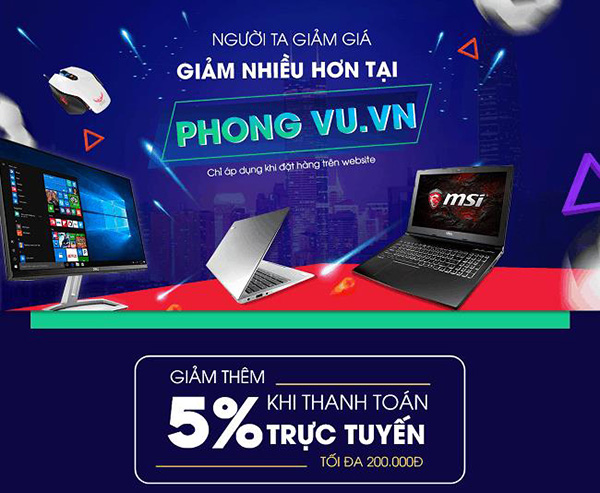 NGƯỜI TA GIẢM GIÁ
GIẢM NHIỀU HƠN TẠI
PHONG VU.VN
Chỉ áp dụng khi đặt hàng trên website
msi
GIẢM THÊM
5% KHI THANH TOÁN
TRỰC TUYẾN
TỐI ĐA 200.000Đ